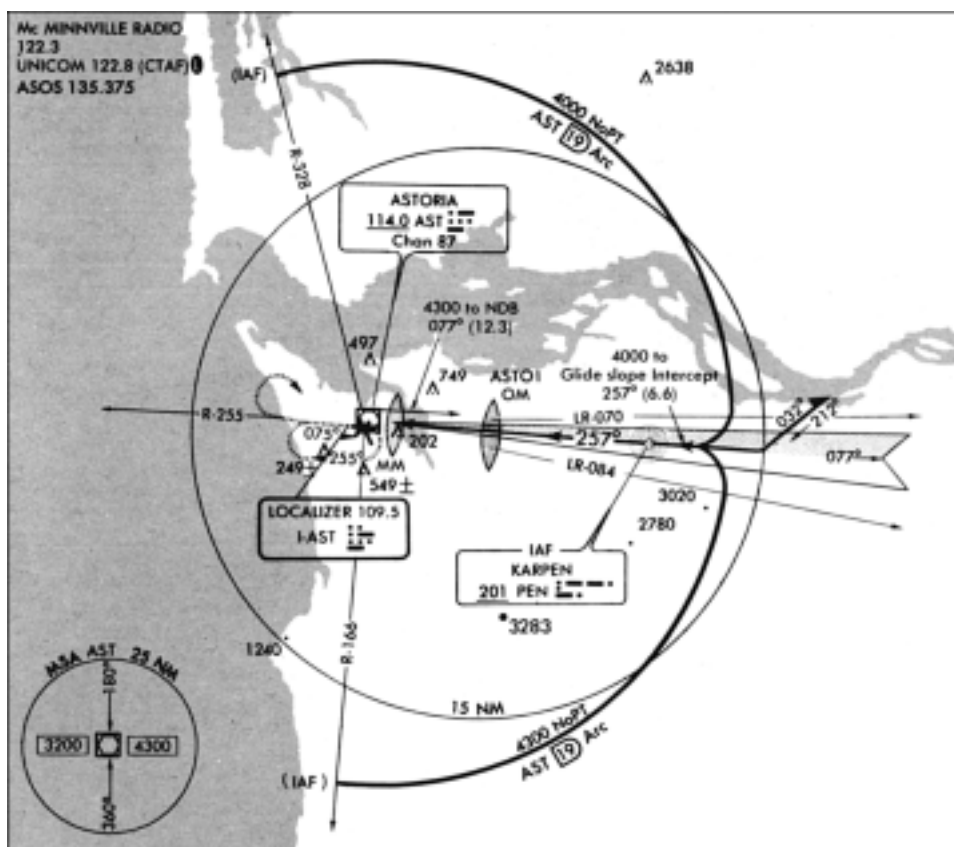 Mc MINNVILLE RADIO
122.3
UNICOM 122.8 (CTAF)
ASOS 135.375
(IAF)
2638
4000 NoPT
AST 19 Arc
R-328
ASTORIA
114.0 AST
Chan 87
4300 to NDB
077° (12.3)
497
749
ASTOI
OM
4000 to
Glide slope Intercept
257° (6.6)
032°
212°
R-255
LR-070
257°
075°
255°
202
249±
MM
549±
LR-084
077°
LOCALIZER 109.5
I-AST
3020
2780
IAF
KARPEN
201 PEN
3283
R-166
1240
MSA AST 25 NM
180°
3200
4300
360°
15 NM
4300 NoPT
AST 19 Arc
(IAF)